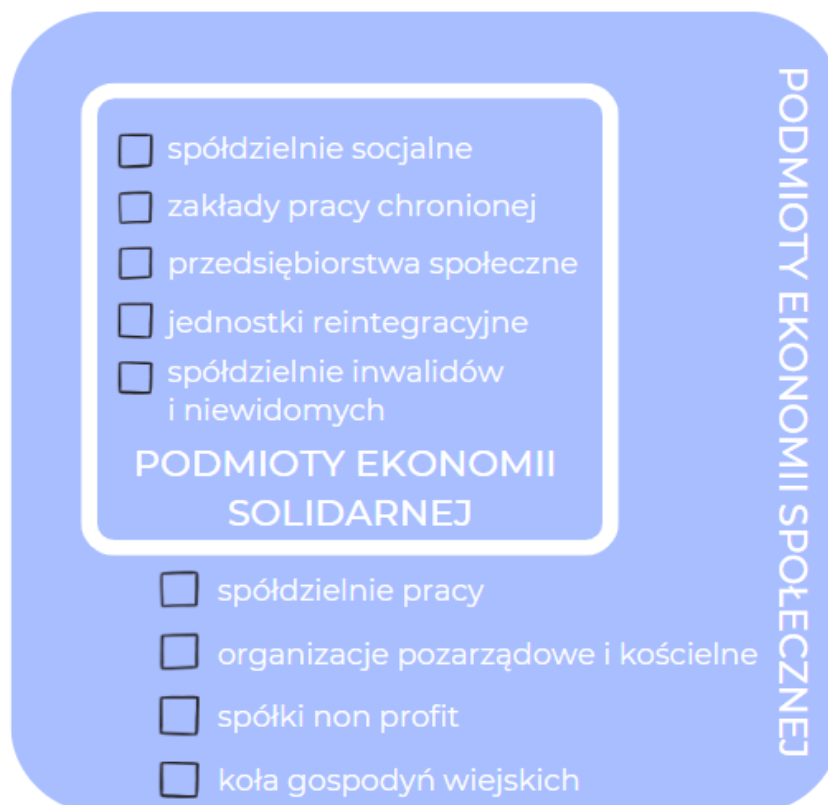 spółdzielnie socjalne
zakłady pracy chronionej
przedsiębiorstwa społeczne
jednostki reintegracyjne
spółdzielnie inwalidów
i niewidomych
PODMIOTY EKONOMII
SOLIDARNEJ
spółdzielnie pracy
organizacje pozarządowe i kościelne
spółki non profit
koła gospodyń wiejskich
PODMIOTY EKONOMII SPOŁECZNEJ